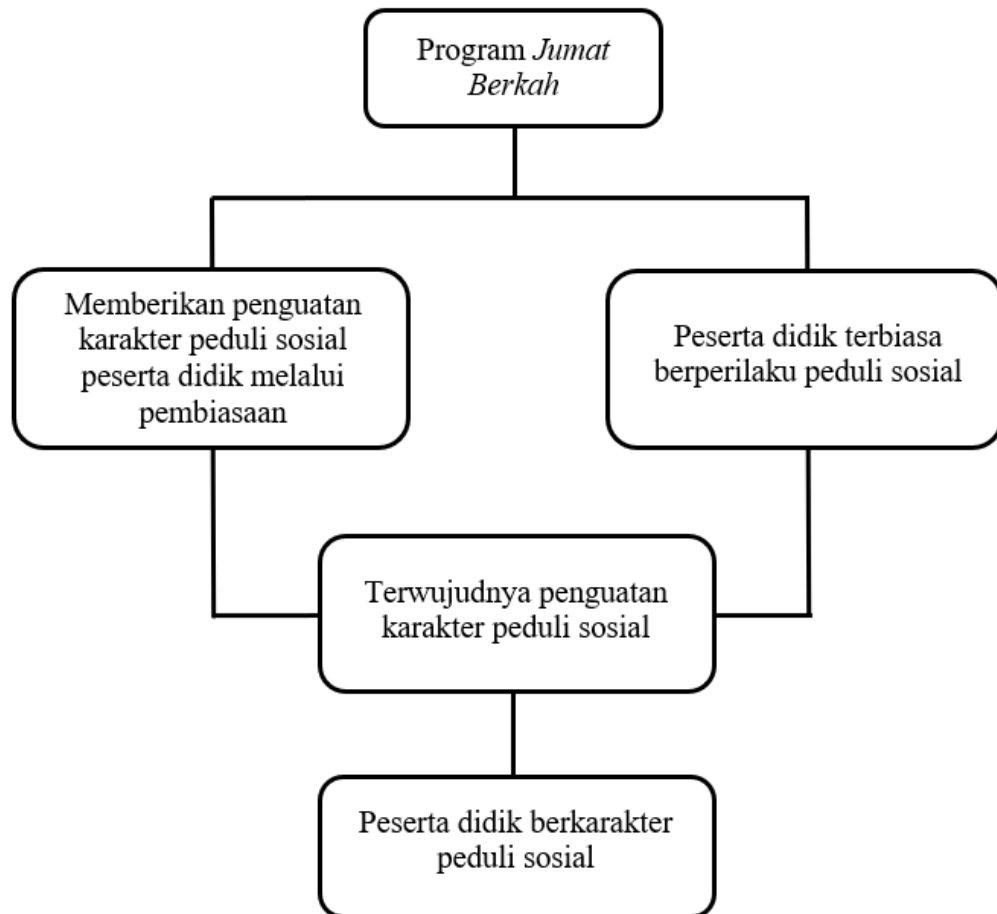 Program Jumat
Berkah
Memberikan penguatan
karakter peduli sosial
peserta didik melalui
pembiasaan
Peserta didik terbiasa
berperilaku peduli sosial
Terwujudnya penguatan
karakter peduli sosial
Peserta didik berkarakter
peduli sosial